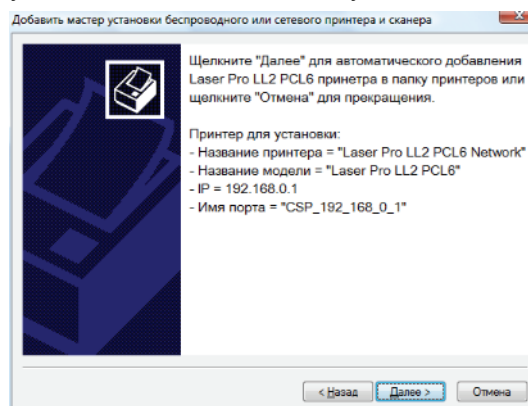 Добавить мастер установки беспроводного или сетевого принтера и сканера
Щелкните "Далее" для автоматического добавления
Laser Pro LL2 PCL6 принетра в папку принтеров или
щелкните "Отмена" для прекращения.
Принтер для установки:
- Название принтера = "Laser Pro LL2 PCL6 Network"
- Название модели = "Laser Pro LL2 PCL6"
- IP = 192.168.0.1
- Имя порта = "CSP_192_168_0_1"
< Назад
Далее >
Отмена